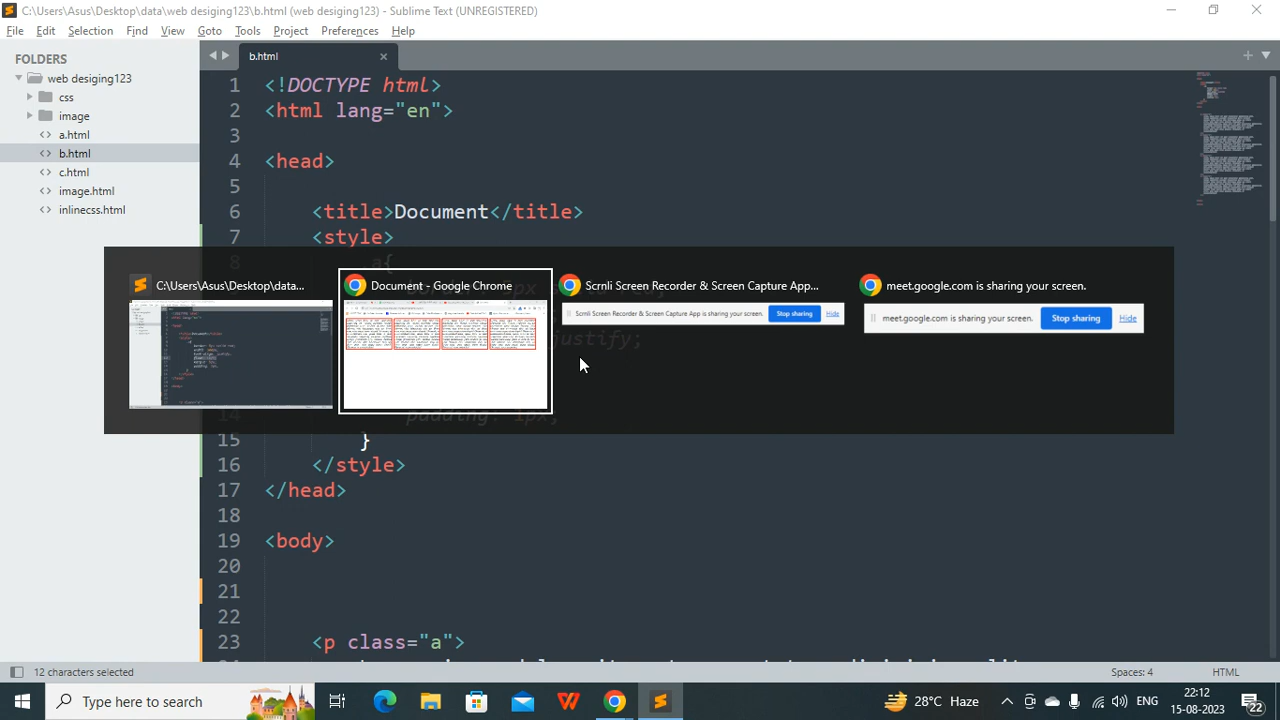 C:\Users\Asus\Desktop\data\web desiging123\b.html (web desiging123) - Sublime Text (UNREGISTERED)
File Edit Selection Find View Goto Tools Project Preferences Help
FOLDERS
web desiging123
css
image
a.html
b.html
c.html
image.html
inlinecss.html
b.html
1 <!DOCTYPE html>
2 <html lang="en">
3
4 <head>
5
6 <title>Document</title>
7 <style>
8 a{
C:\Users\Asus\Desktop\data...
Document - Google Chrome
Scrnli Screen Recorder & Screen Capture App...
meet.google.com is sharing your screen.
Scrnli Screen Recorder & Screen Capture App is sharing your screen. Stop sharing Hide
meet.google.com is sharing your screen. Stop sharing Hide
justify
14 padding: 1px;
15 }
16 </style>
17 </head>
18
19 <body>
20
21
22
23 <p class="a">
12 characters selected
Spaces: 4
HTML
Type here to search
28°C Haze
ENG
22:12
15-08-2023
22